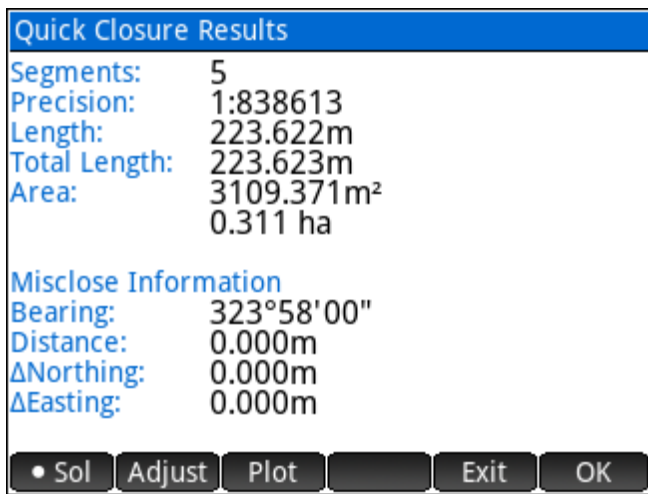 Quick Closure Results
Segments: 5
Precision: 1:838613
Length: 223.622m
Total Length: 223.623m
Area: 3109.371m²
0.311 ha
Misclose Information
Bearing: 323°58'00"
Distance: 0.000m
ΔNorthing: 0.000m
ΔEasting: 0.000m
• Sol Adjust Plot Exit OK